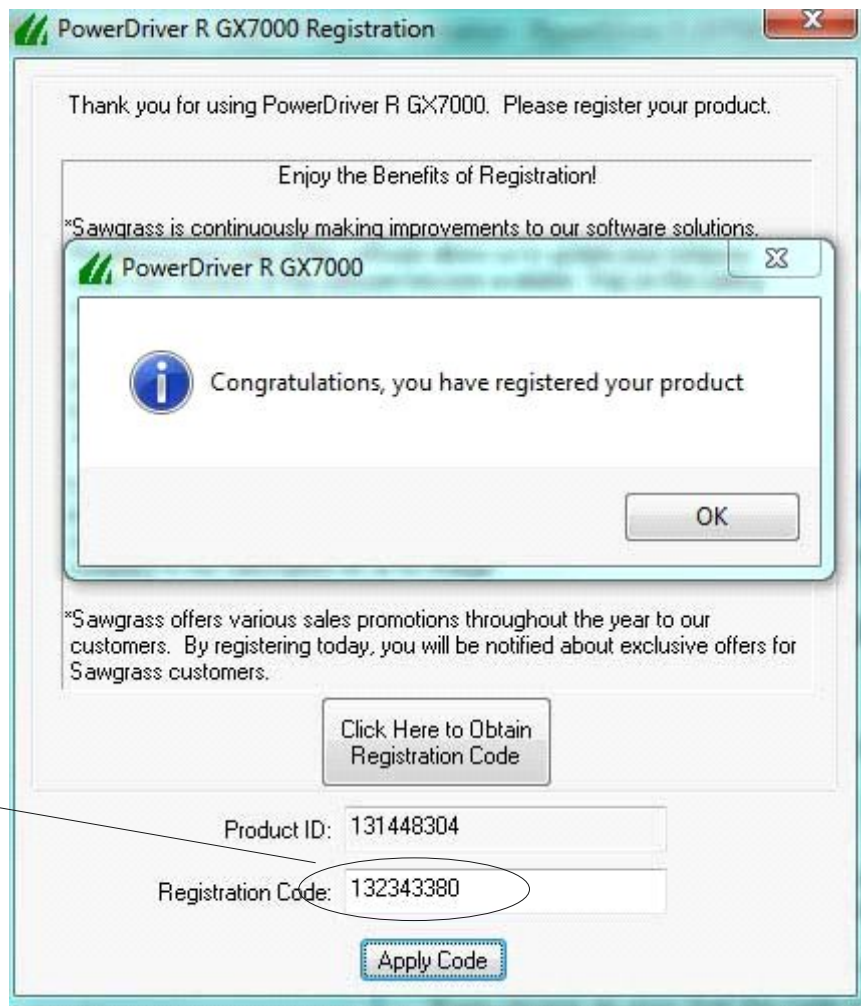 PowerDriver R GX7000 Registration
Thank you for using PowerDriver R GX7000. Please register your product.
Enjoy the Benefits of Registration!
*Sawgrass is continuously making improvements to our software solutions.
PowerDriver R GX7000
Congratulations, you have registered your product
OK
*Sawgrass offers various sales promotions throughout the year to our
customers. By registering today, you will be notified about exclusive offers for
Sawgrass customers.
Click Here to Obtain
Registration Code
Product ID: 131448304
Registration Code: 132343380
Apply Code